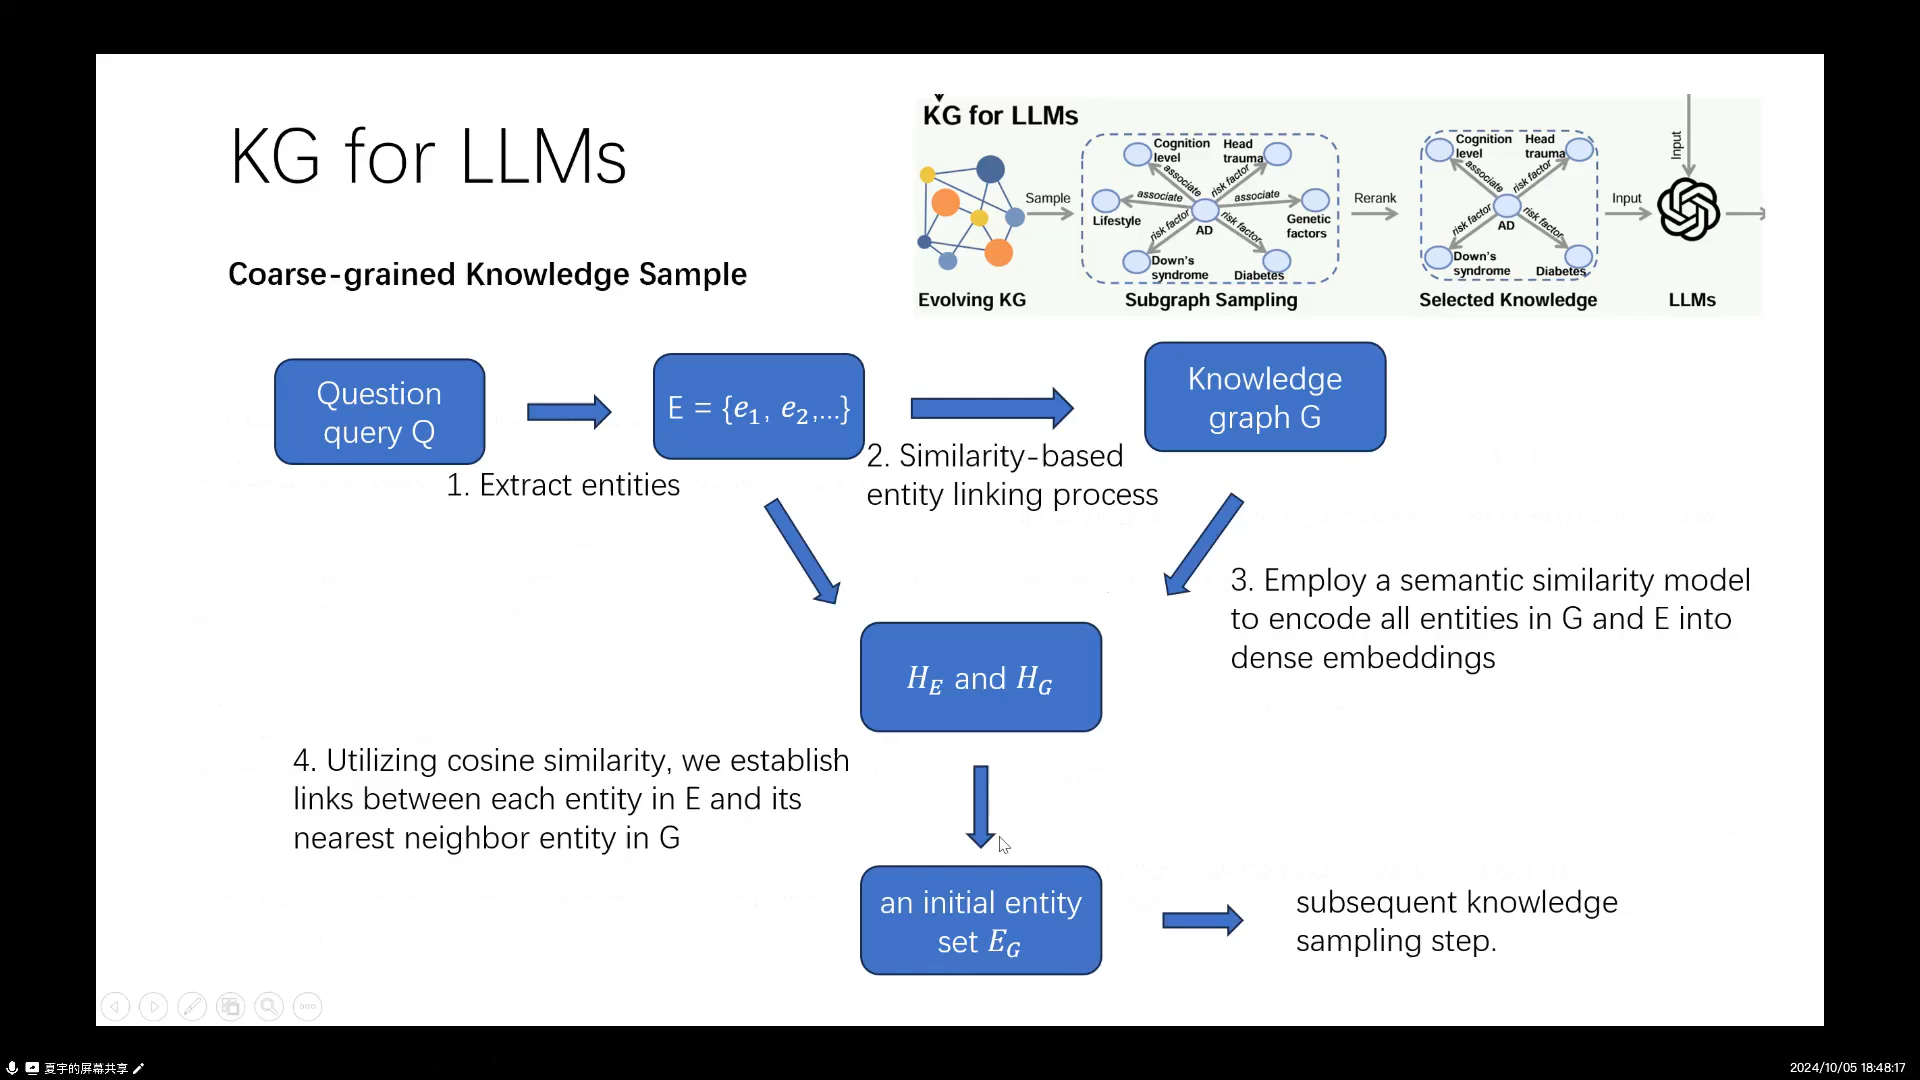 KG for LLMs
Coarse-grained Knowledge Sample
KG for LLMs
Cognition
level
Head
trauma
associate
risk factor
associate
associate
Lifestyle
AD
Genetic
factors
risk factor
risk factor
Down's
syndrome
Diabetes
Sample
Rerank
Cognition
level
Head
trauma
associate
risk factor
AD
risk factor
risk factor
Down's
syndrome
Diabetes
Input
Input
Evolving KG
Subgraph Sampling
Selected Knowledge
LLMs
Question
query Q
E = {e₁, e₂,...}
Knowledge
graph G
1. Extract entities
2. Similarity-based
entity linking process
3. Employ a semantic similarity model
to encode all entities in G and E into
dense embeddings
H_E and H_G
4. Utilizing cosine similarity, we establish
links between each entity in E and its
nearest neighbor entity in G
an initial entity
set E_G
subsequent knowledge
sampling step.
夏宇的屏幕共享
2024/10/05 18:48:17